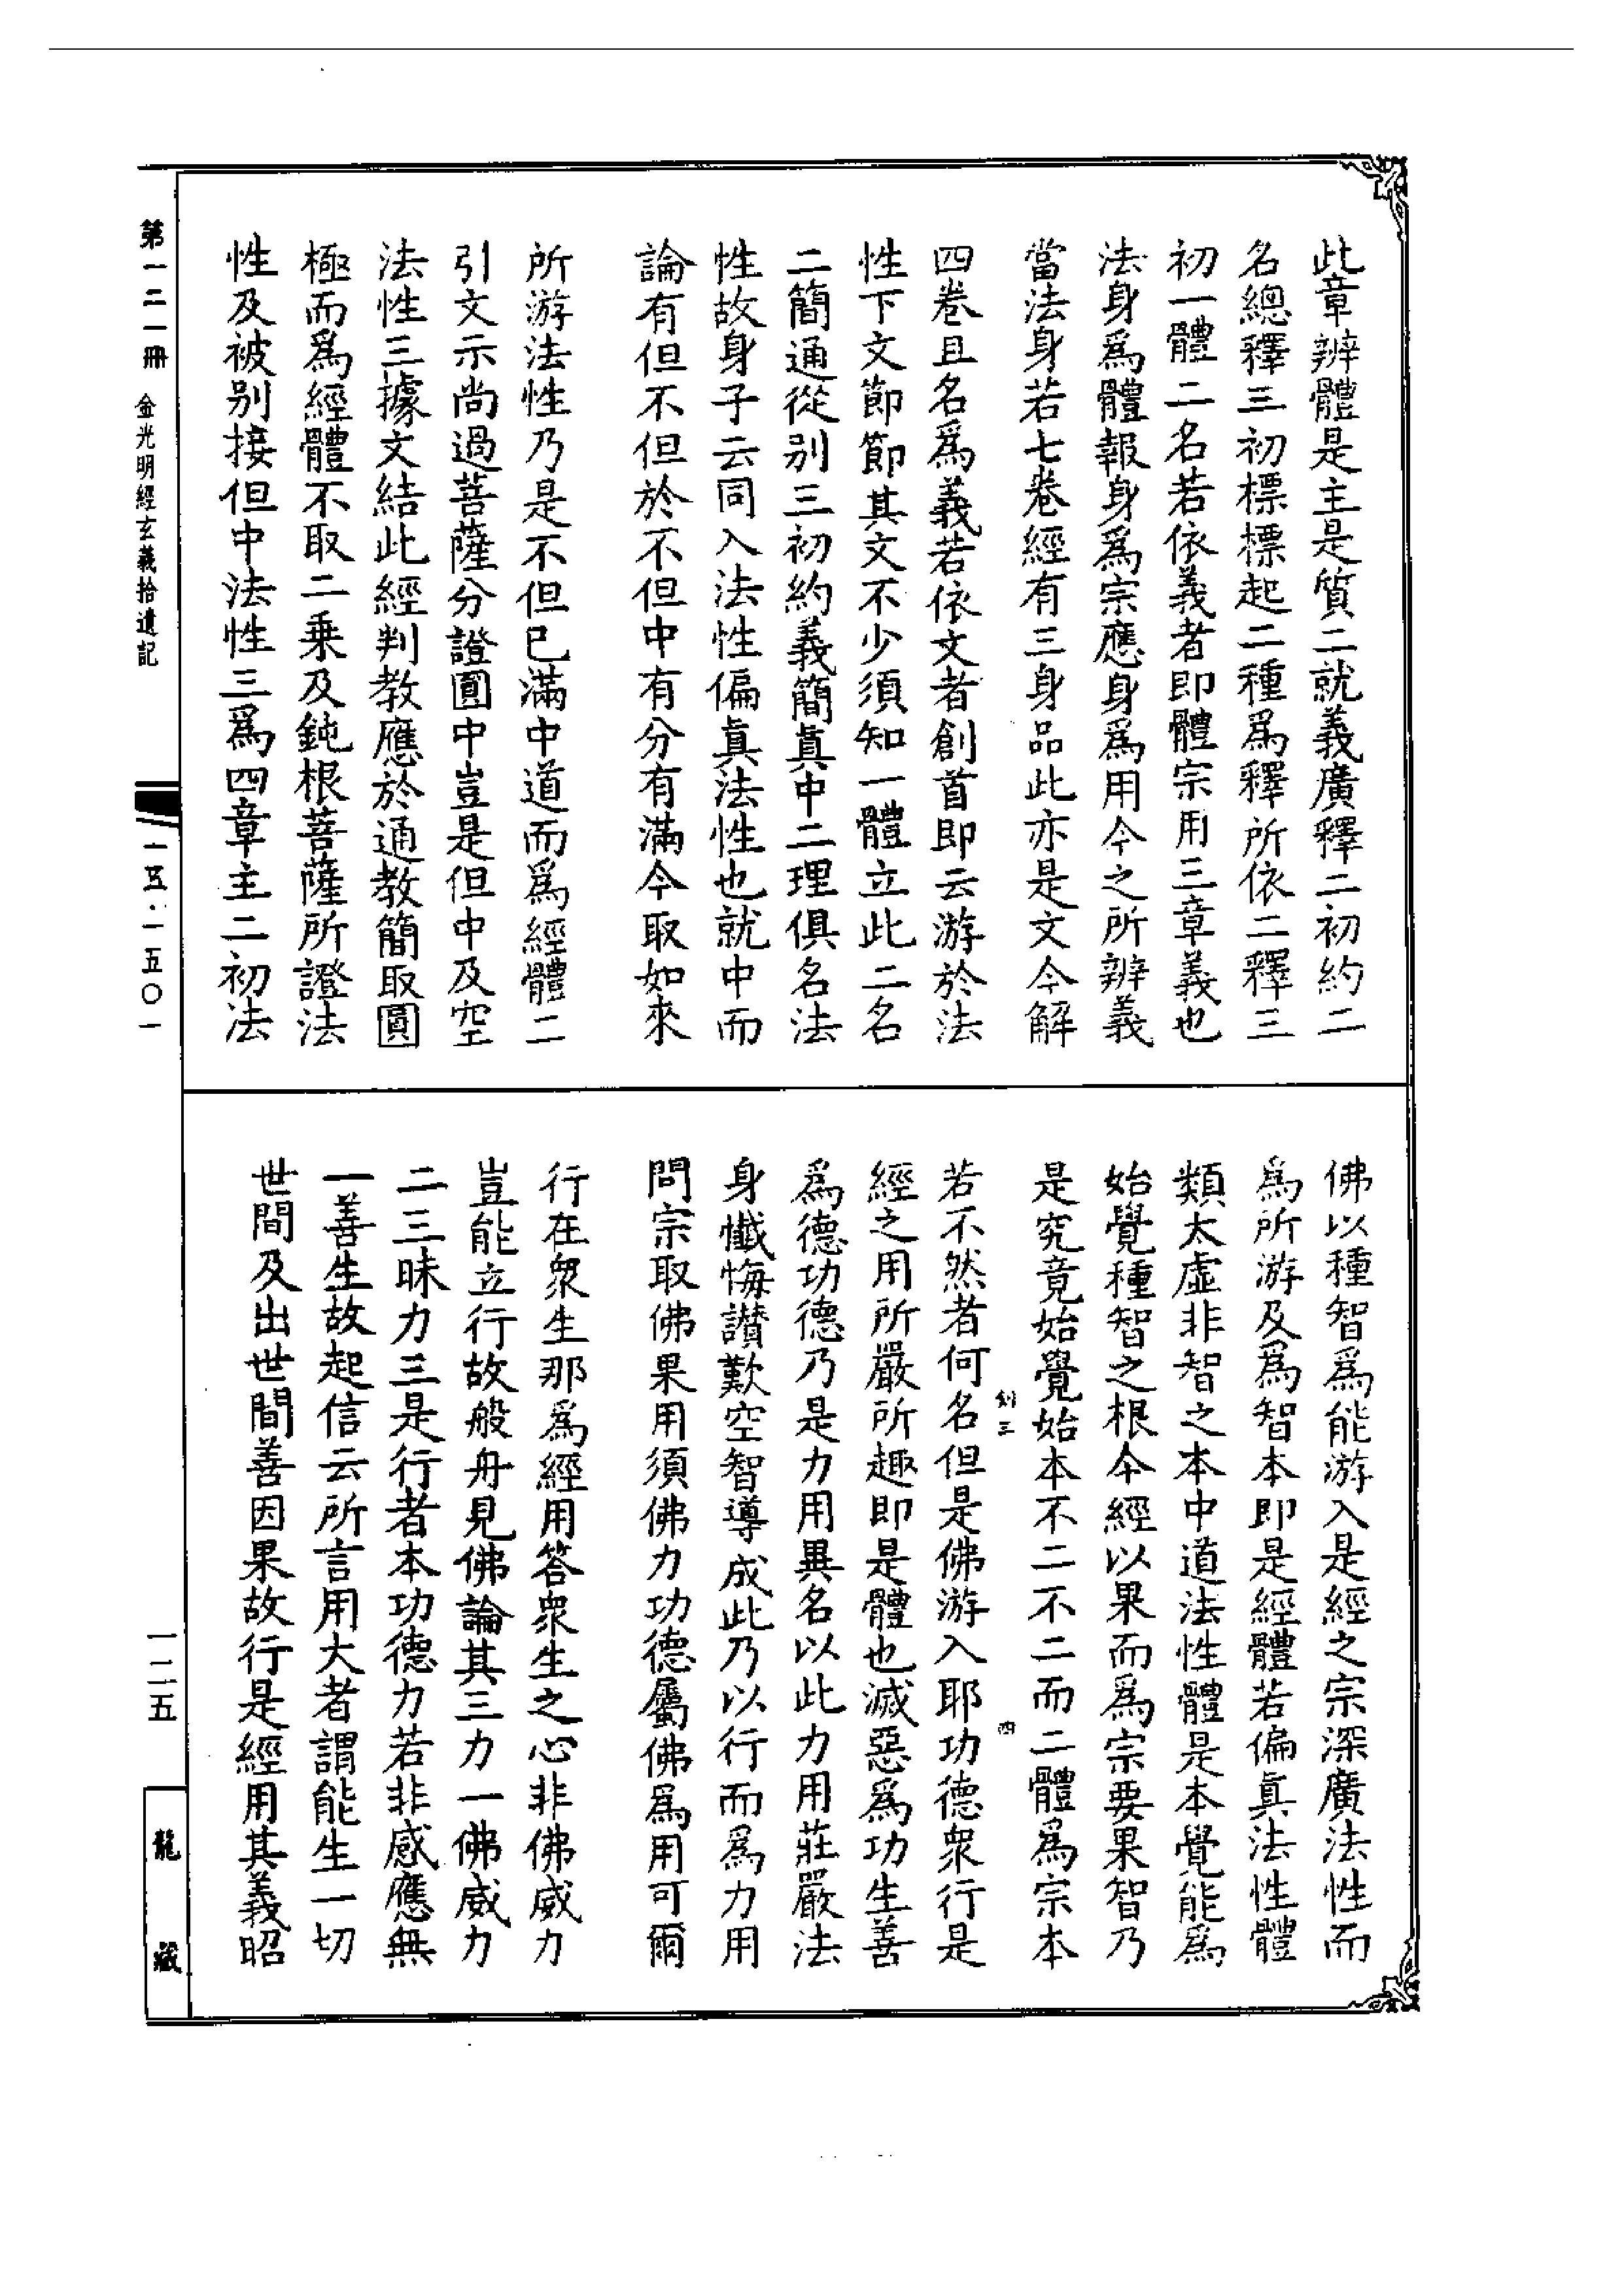 此章辨體是主是質二就義廣釋二初約二
名總釋三初標標起二種爲釋所依二釋三
初一體二名若依義者即體宗用三章義也
法身爲體報身爲宗應身爲用今之所辨義
當法身若七卷經有三身品此亦是文今解
四卷且名爲義若依文者創首即云游於法
性下文節節其文不少須知一體立此二名
二簡通從别三初約義簡真中二理俱名法
性故身子云同入法性偏真法性也就中而
論有但不但於不但中有分有滿今取如來
所游法性乃是不但已滿中道而爲經體二
引文示尚過菩薩分證圓中豈是但中及空
法性三據文結此經判教應於通教簡取圓
極而爲經體不取二乗及鈍根菩薩所證法
性及被别接但中法性三爲四章主二初法
佛以種智爲能游入是經之宗深廣法性而
爲所游及爲智本即是經體若偏真法性體
類太虛非智之本中道法性體是本覺能爲
始覺種智之根今經以果而爲宗要果智乃
是究竟始覺始本不二不二而二體爲宗本
若不然者何名但是佛游入耶功德衆行是
經之用所嚴所趣即是體也滅惡爲功生善
爲德功德乃是力用異名以此力用莊嚴法
身懺悔讃歎空智導成此乃以行而爲力用
問宗取佛果用須佛力功德屬佛爲用可爾
行在衆生那爲經用答衆生之心非佛威力
豈能立行故般舟見佛論其三力一佛威力
二三昧力三是行者本功德力若非感應無
一善生故起信云所言用大者謂能生一切
世間及出世間善因果故行是經用其義昭
三
四
第一二一冊
金光明經玄義拾遺記
一五·一五〇一
一二五
龍藏